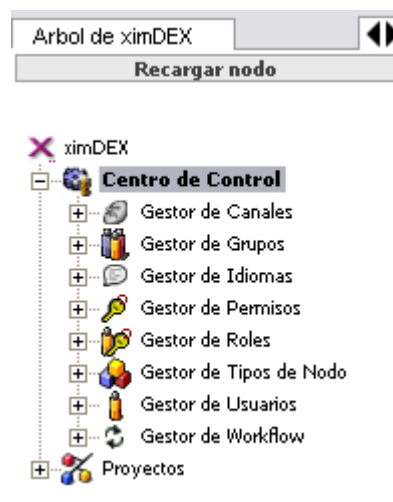 Arbol de ximDEX
Recargar nodo
ximDEX
Centro de Control
Gestor de Canales
Gestor de Grupos
Gestor de Idiomas
Gestor de Permisos
Gestor de Roles
Gestor de Tipos de Nodo
Gestor de Usuarios
Gestor de Workflow
Proyectos